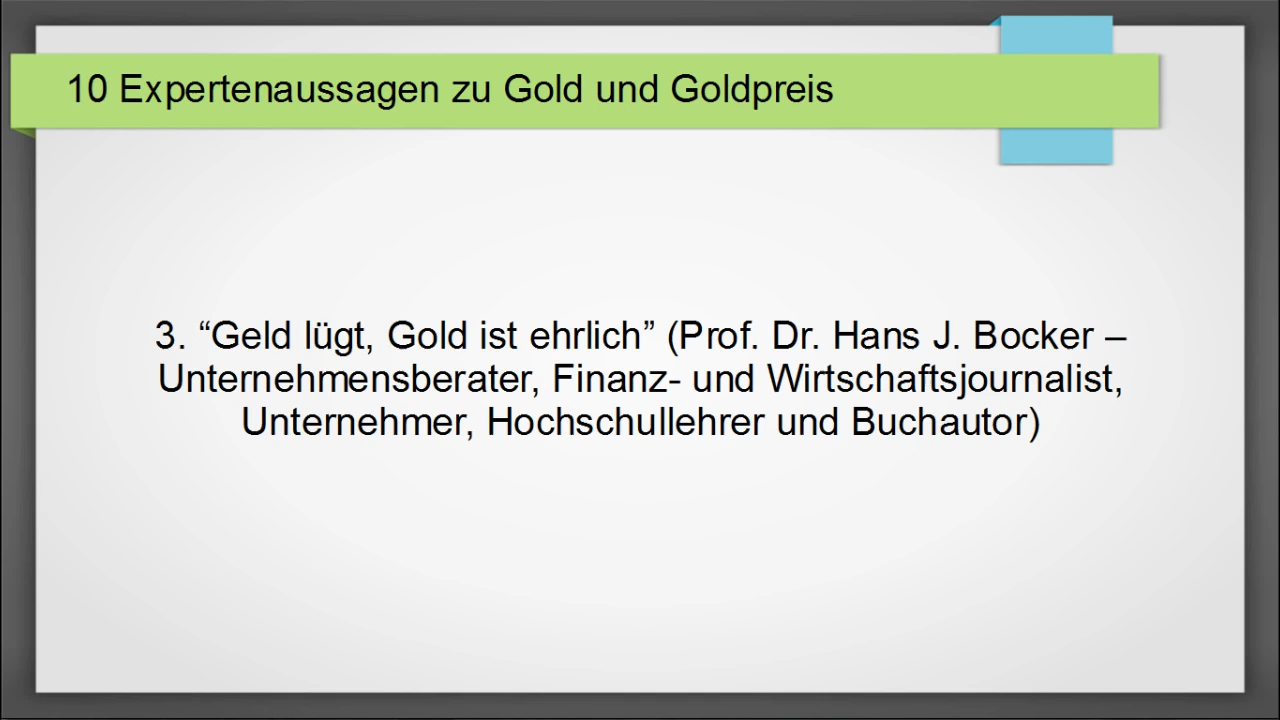 10 Expertenaussagen zu Gold und Goldpreis
3. “Geld lügt, Gold ist ehrlich” (Prof. Dr. Hans J. Bocker –
Unternehmensberater, Finanz- und Wirtschaftsjournalist,
Unternehmer, Hochschullehrer und Buchautor)